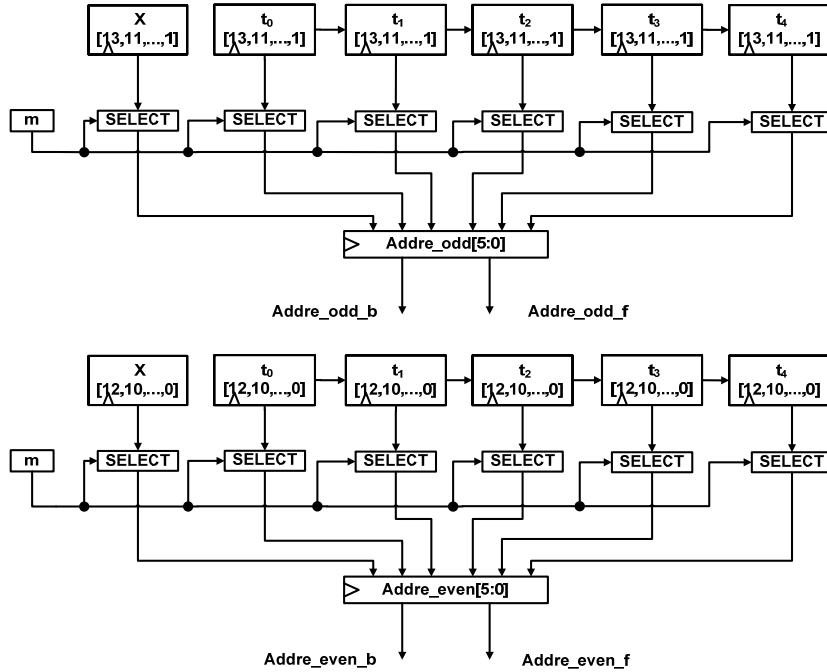 X t₀ t₁ t₂ t₃ t₄
[13,11,...,1] [13,11,...,1] [13,11,...,1] [13,11,...,1] [13,11,...,1] [13,11,...,1]
m SELECT SELECT SELECT SELECT SELECT SELECT
Addre_odd[5:0]
Addre_odd_b Addre_odd_f
X t₀ t₁ t₂ t₃ t₄
[12,10,...,0] [12,10,...,0] [12,10,...,0] [12,10,...,0] [12,10,...,0] [12,10,...,0]
m SELECT SELECT SELECT SELECT SELECT SELECT
Addre_even[5:0]
Addre_even_b Addre_even_f